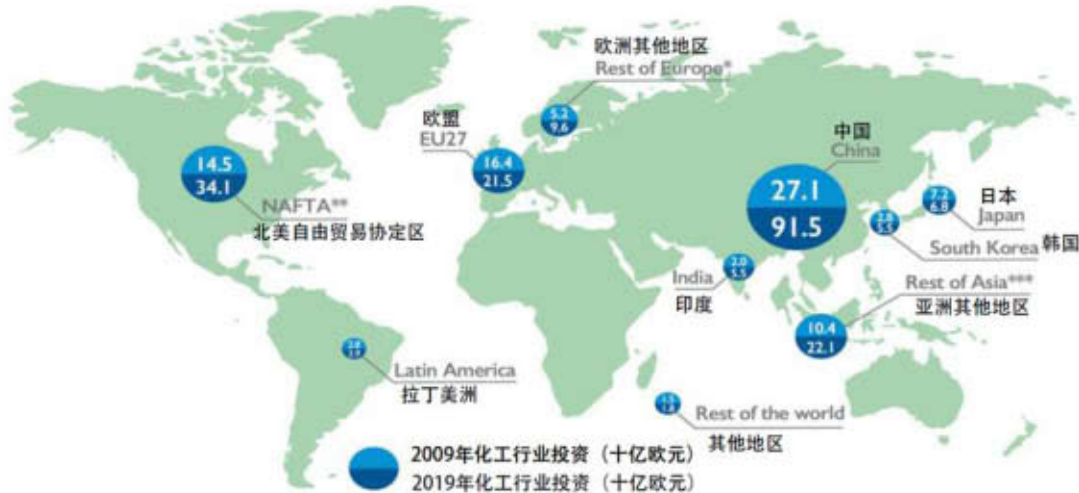 欧洲其他地区
Rest of Europe*
5.2
9.6
欧盟
EU27
16.4
21.5
中国
China
27.1
91.5
14.5
34.1
NAFTA**
北美自由贸易协定区
7.2
6.8
日本
Japan
2.8
5.5
South Korea 韩国
2.0
5.5
India
印度
Rest of Asia***
亚洲其他地区
10.4
22.1
Latin America
拉丁美洲
Rest of the world
其他地区
2009年化工行业投资（十亿欧元）
2019年化工行业投资（十亿欧元）